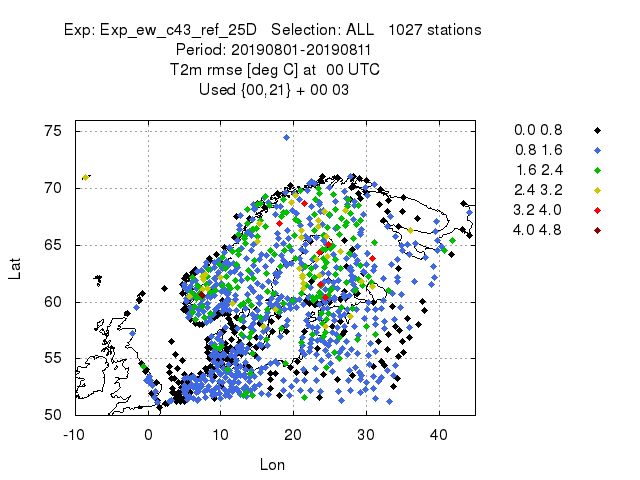 Exp: Exp_ew_c43_ref_25D   Selection: ALL   1027 stations
Period: 20190801-20190811
T2m rmse [deg C] at  00 UTC
Used {00,21} + 00 03
0.0 0.8
0.8 1.6
1.6 2.4
2.4 3.2
3.2 4.0
4.0 4.8
75
70
65
60
55
50
Lat
-10 0 10 20 30 40
Lon